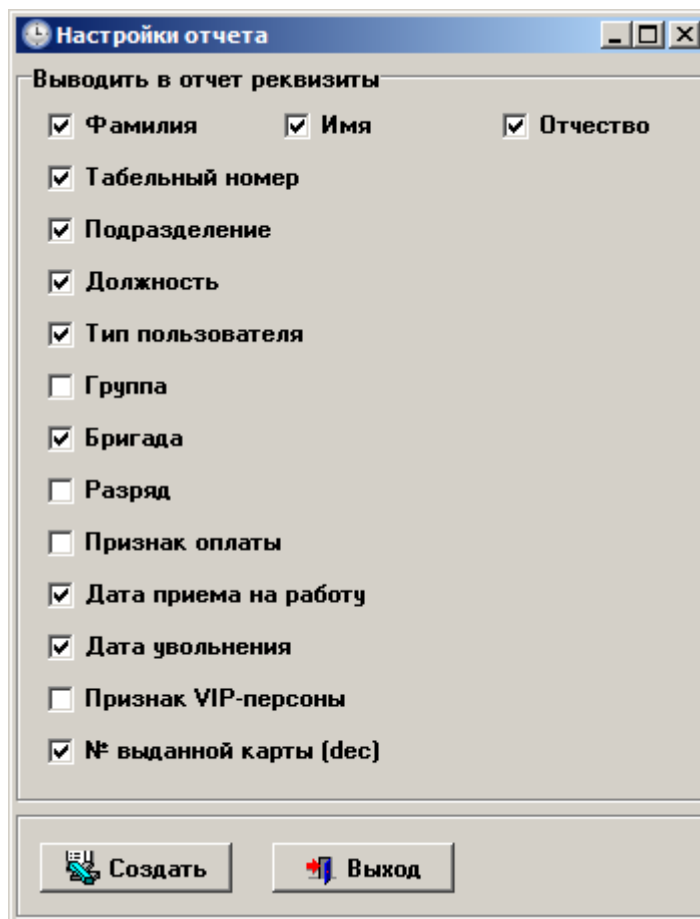 Настройки отчета
Выводить в отчет реквизиты
Фамилия Имя Отчество
Табельный номер
Подразделение
Должность
Тип пользователя
Группа
Бригада
Разряд
Признак оплаты
Дата приема на работу
Дата увольнения
Признак VIP-персоны
№ выданной карты (dec)
Создать Выход